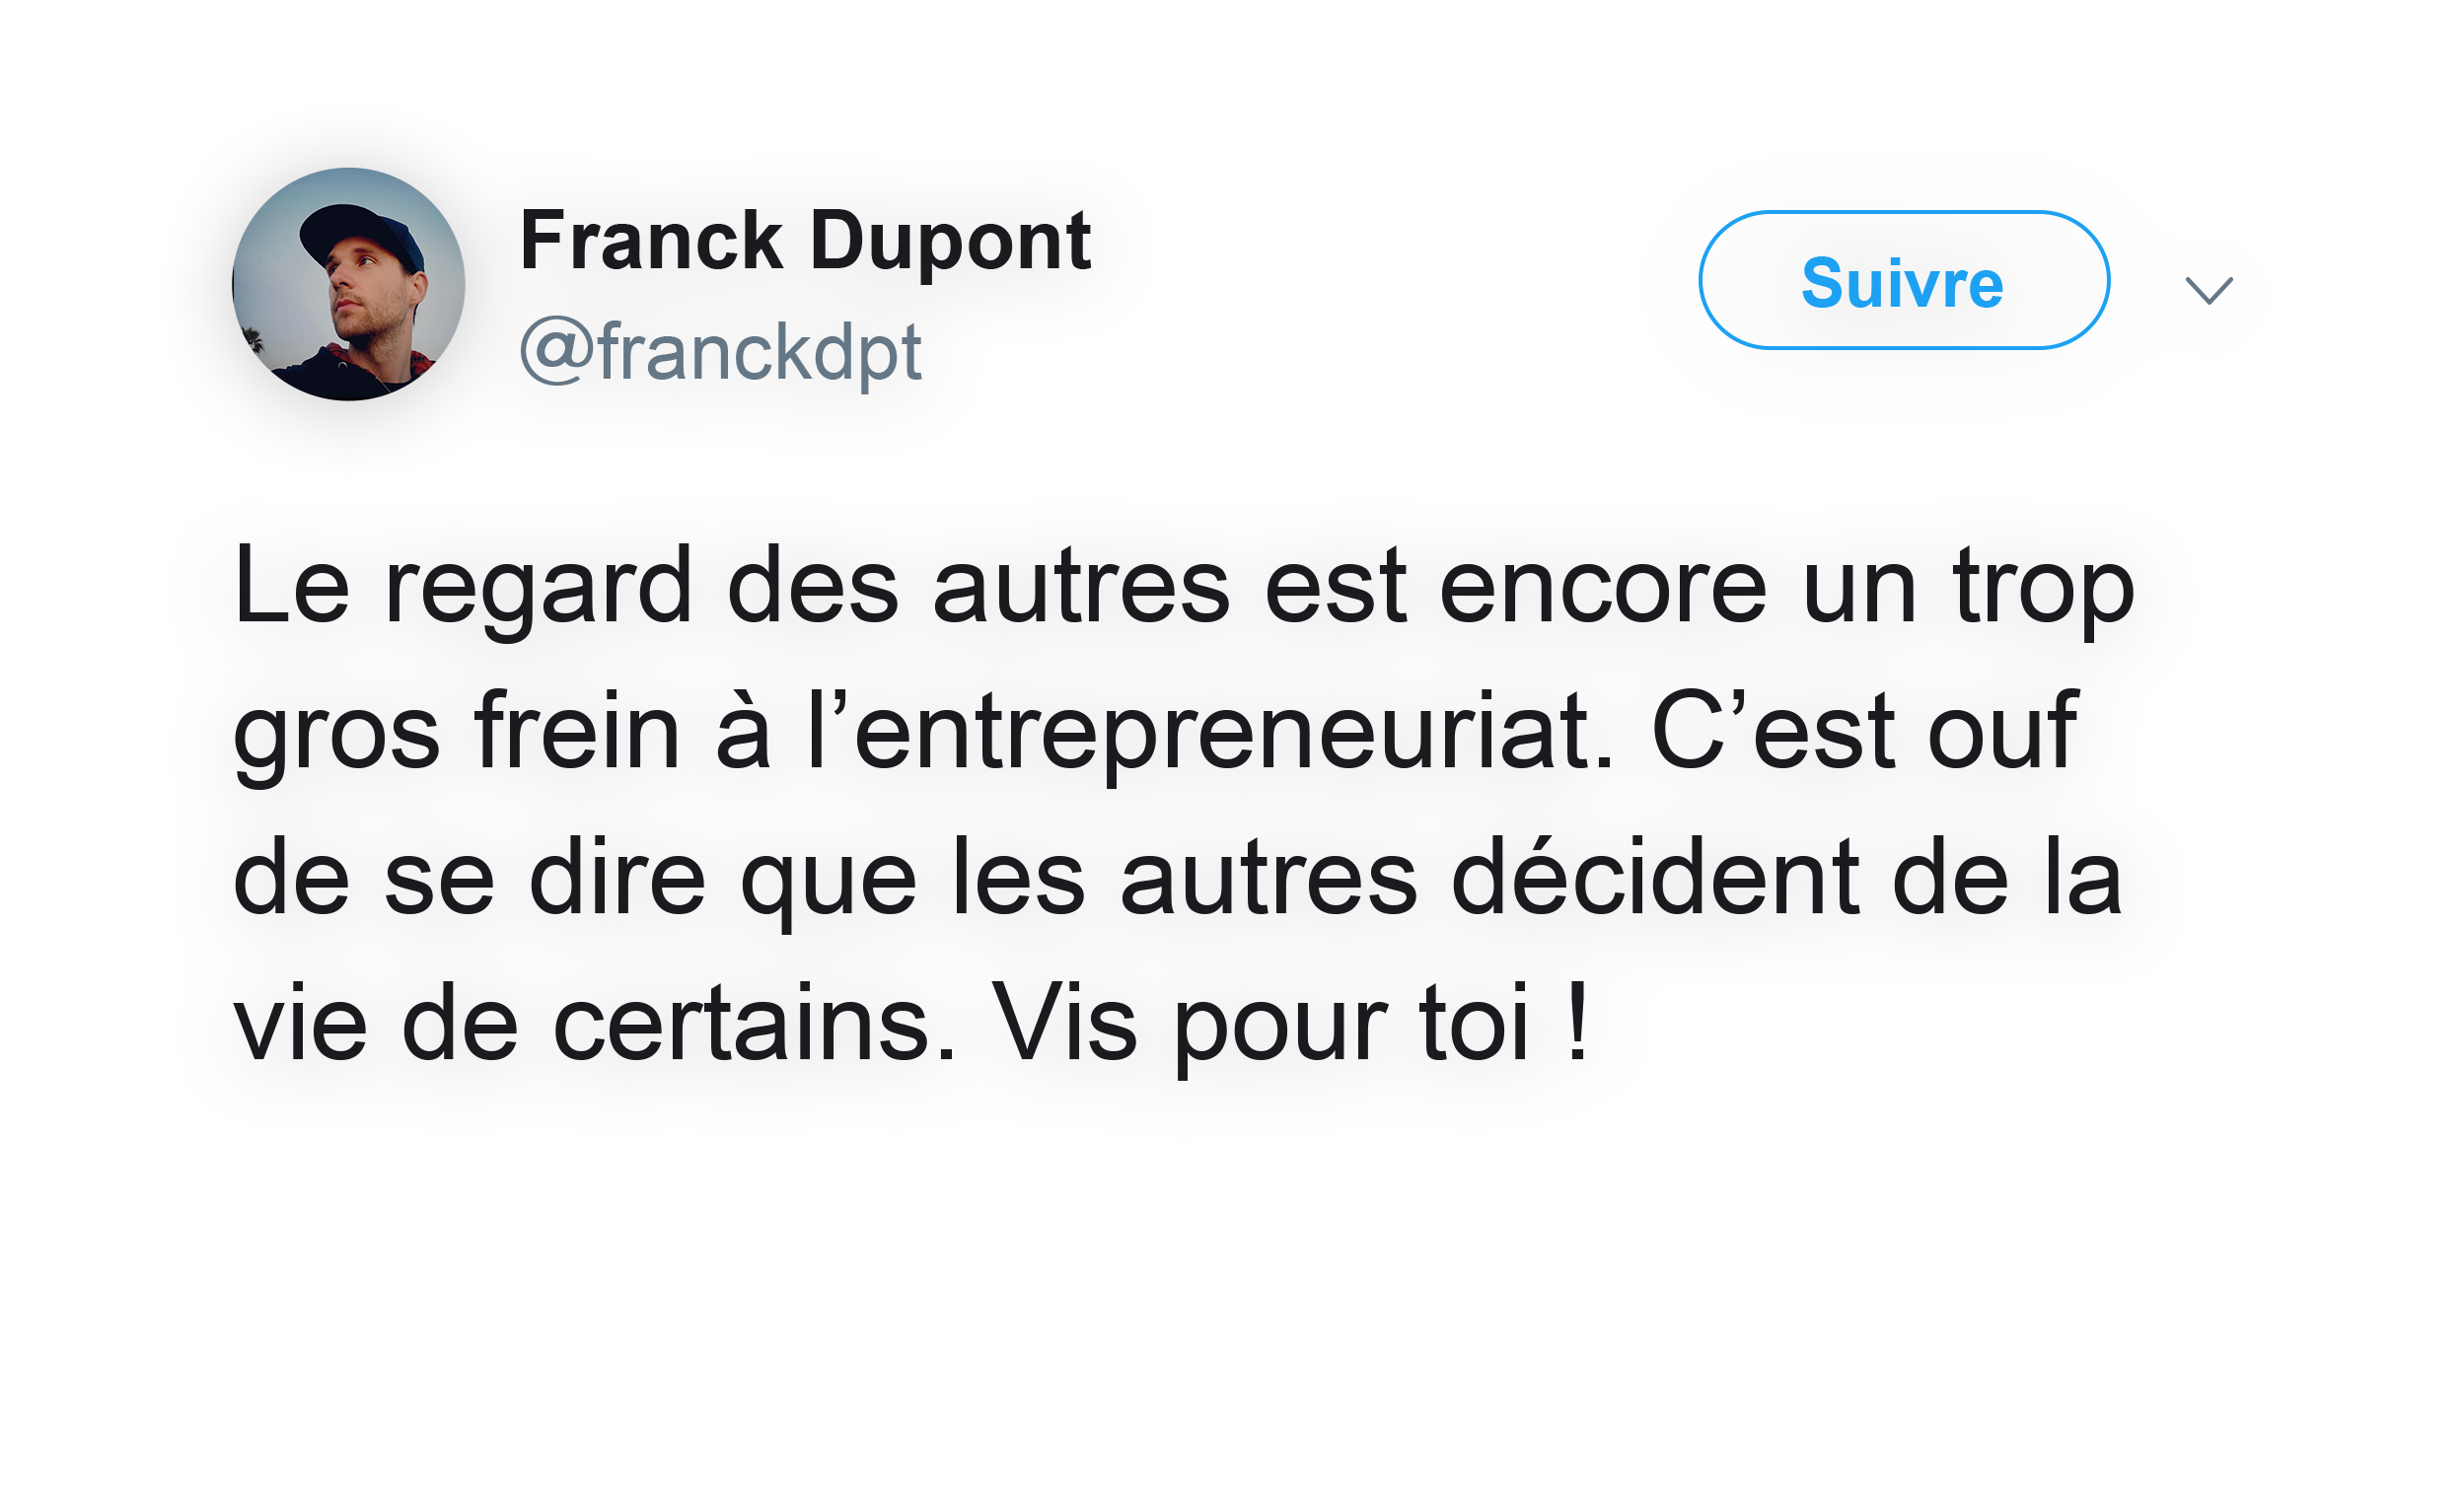 Franck Dupont
@franckdpt
Suivre
Le regard des autres est encore un trop
gros frein à l’entrepreneuriat. C’est ouf
de se dire que les autres décident de la
vie de certains. Vis pour toi !